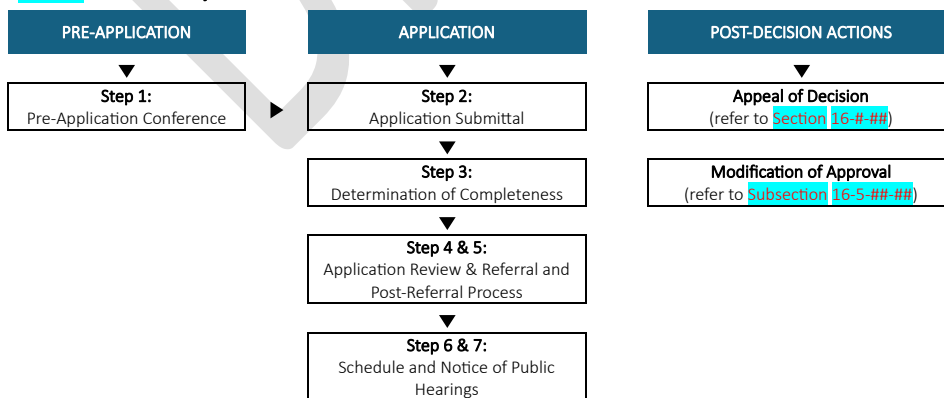 PRE-APPLICATION
Step 1:
Pre-Application Conference
APPLICATION
Step 2:
Application Submittal
Step 3:
Determination of Completeness
Step 4 & 5:
Application Review & Referral and
Post-Referral Process
Step 6 & 7:
Schedule and Notice of Public
Hearings
POST-DECISION ACTIONS
Appeal of Decision
(refer to Section 16-#-##)
Modification of Approval
(refer to Subsection 16-5-##-##)